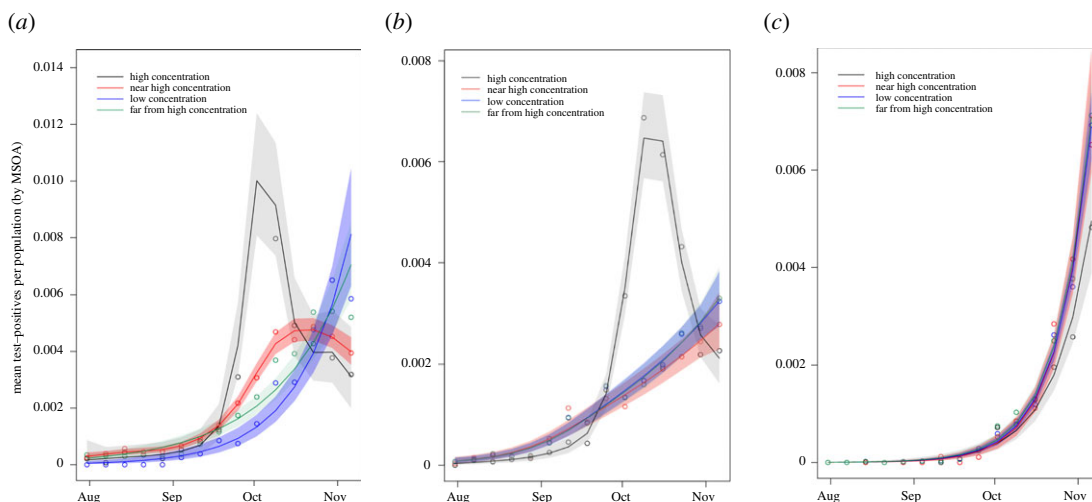 (a)
mean test–positives per population (by MSOA)
0.014
0.012
0.010
0.008
0.006
0.004
0.002
0
high concentration
near high concentration
low concentration
far from high concentration
Aug Sep Oct Nov
(b)
0.008
0.006
0.004
0.002
0
high concentration
near high concentration
low concentration
far from high concentration
Aug Sep Oct Nov
(c)
0.008
0.006
0.004
0.002
0
high concentration
near high concentration
low concentration
far from high concentration
Aug Sep Oct Nov